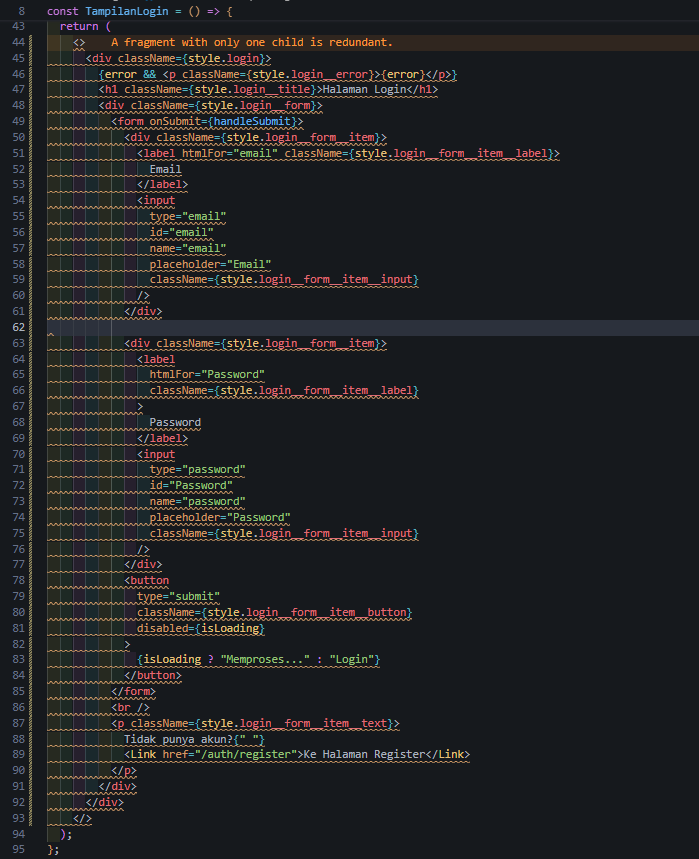 8 const TampilanLogin = () => {
43 return (
44 <> A fragment with only one child is redundant.
45 <div className={style.login}>
46 {error && <p className={style.login__error}>{error}</p>}
47 <h1 className={style.login__title}>Halaman Login</h1>
48 <div className={style.login__form}>
49 <form onSubmit={handleSubmit}>
50 <div className={style.login__form__item}>
51 <label htmlFor="email" className={style.login__form__item__label}>
52 Email
53 </label>
54 <input
55 type="email"
56 id="email"
57 name="email"
58 placeholder="Email"
59 className={style.login__form__item__input}
60 />
61 </div>
62
63 <div className={style.login__form__item}>
64 <label
65 htmlFor="Password"
66 className={style.login__form__item__label}
67 >
68 Password
69 </label>
70 <input
71 type="password"
72 id="Password"
73 name="password"
74 placeholder="Password"
75 className={style.login__form__item__input}
76 />
77 </div>
78 <button
79 type="submit"
80 className={style.login__form__item__button}
81 disabled={isLoading}
82 >
83 {isLoading ? "Memproses..." : "Login"}
84 </button>
85 </form>
86 <br />
87 <p className={style.login__form__item__text}>
88 Tidak punya akun?{" "}
89 <Link href="/auth/register">Ke Halaman Register</Link>
90 </p>
91 </div>
92 </div>
93 </>
94 );
95 };